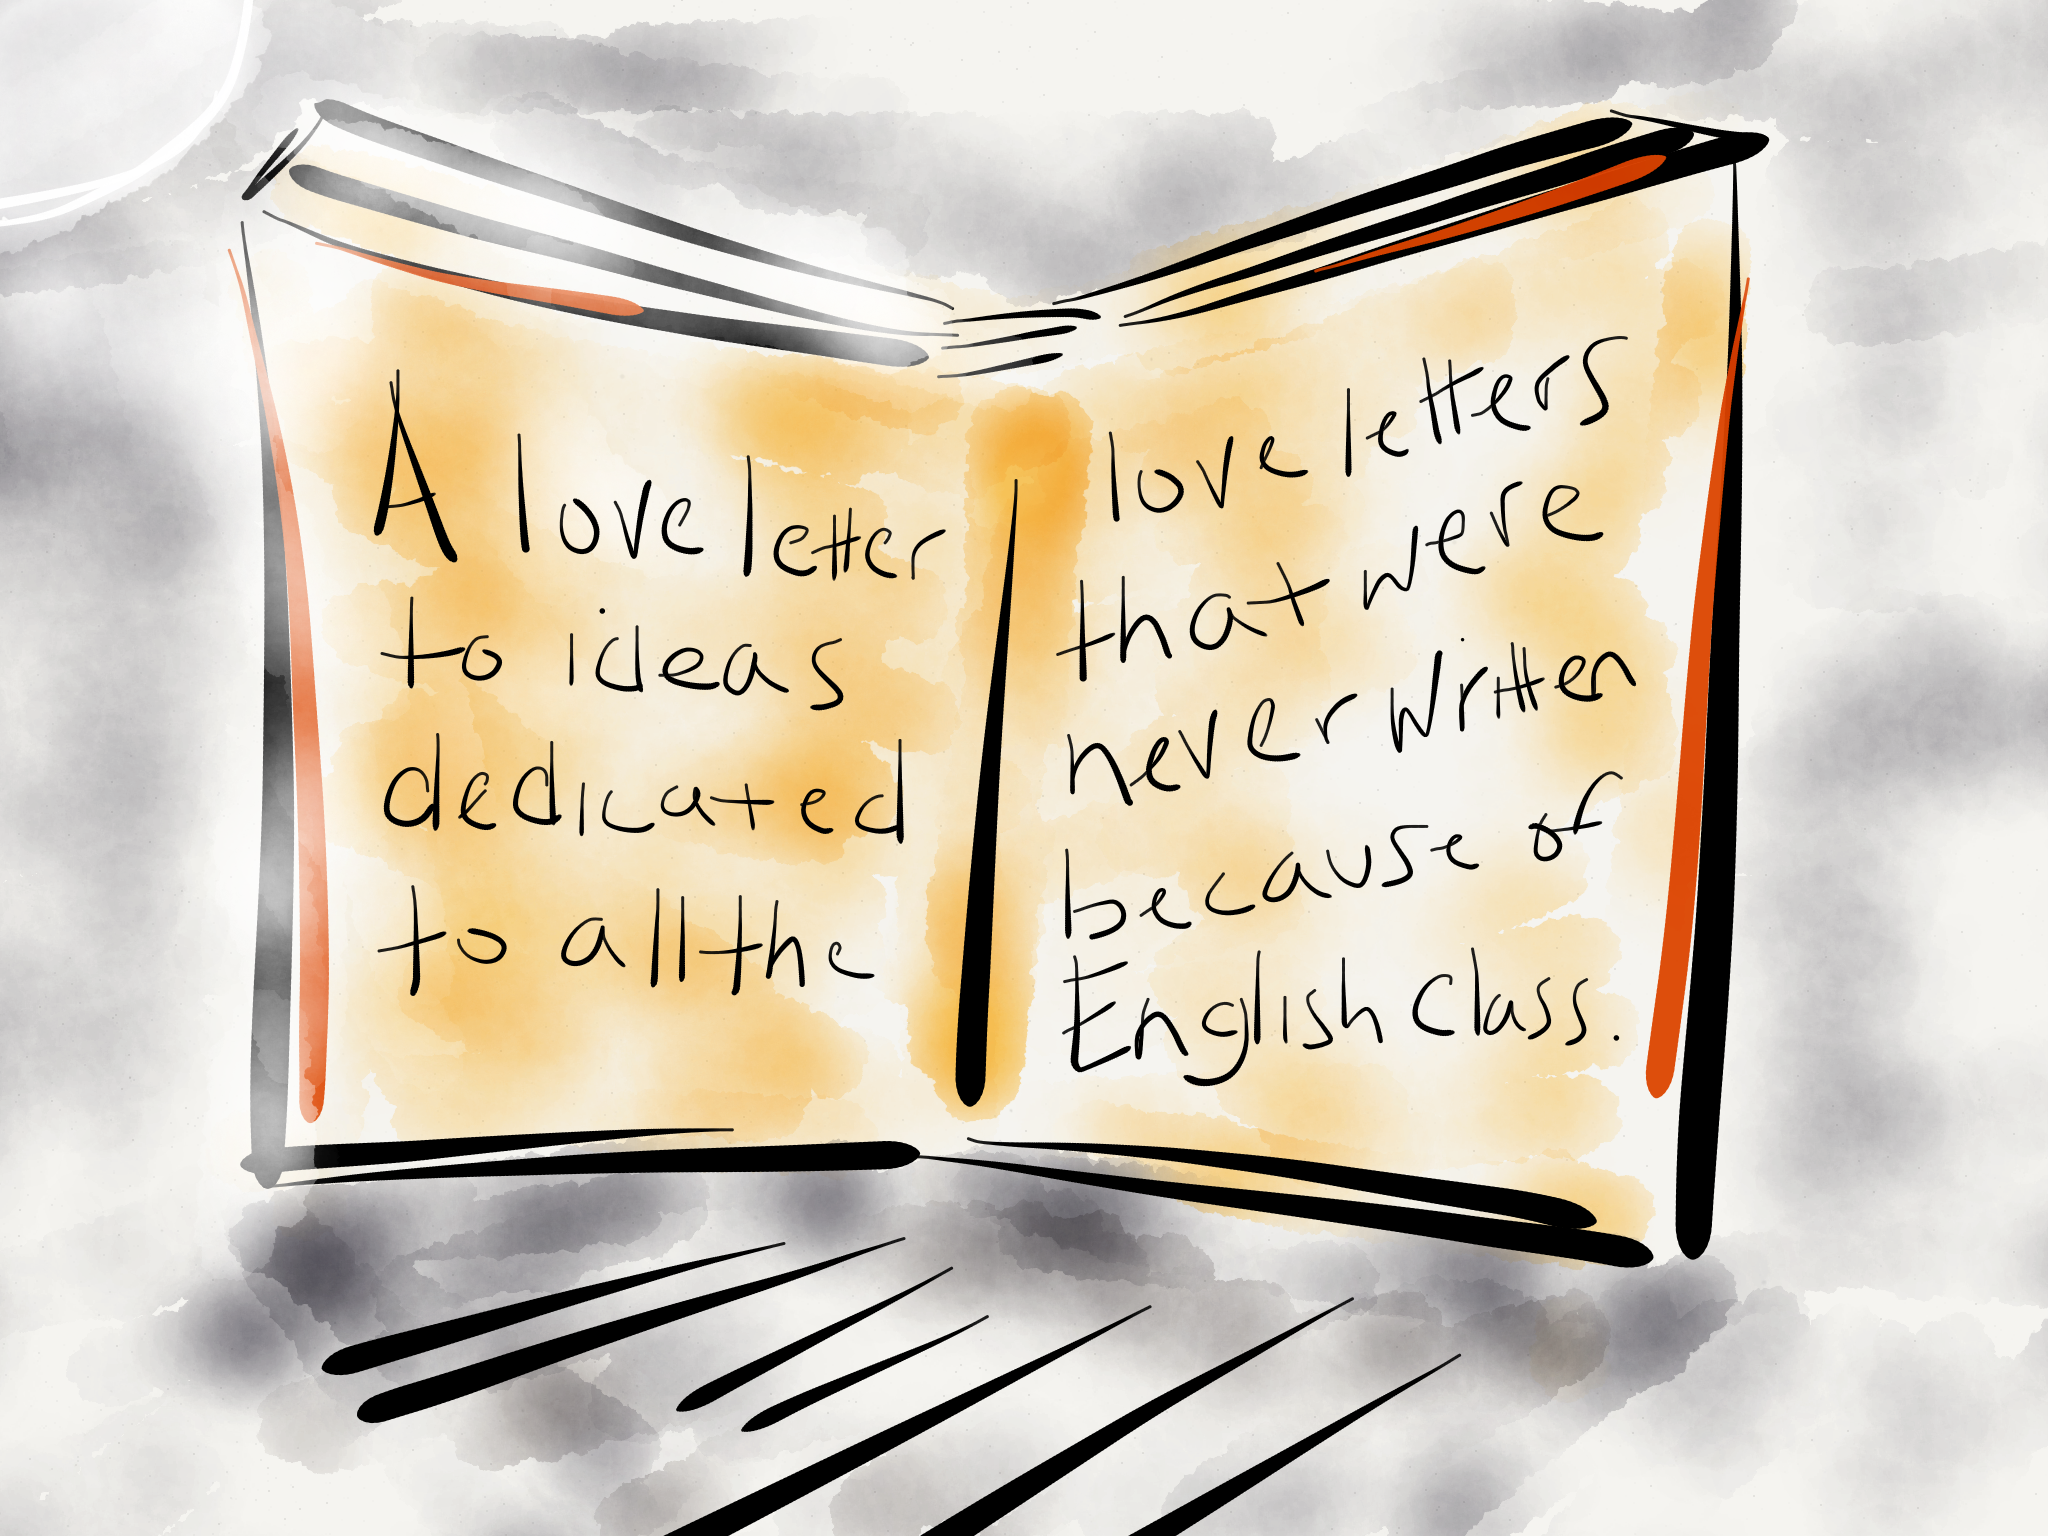 A love letter
to ideas
dedicated
to all the
love letters
that were
never written
because of
English class.